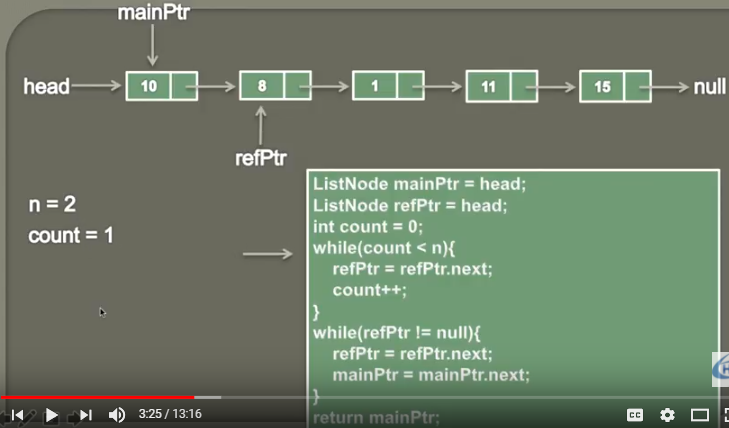 mainPtr
head
10
8
1
11
15
null
refPtr
n = 2
count = 1
ListNode mainPtr = head;
ListNode refPtr = head;
int count = 0;
while(count < n){
refPtr = refPtr.next;
count++;
}
while(refPtr != null){
refPtr = refPtr.next;
mainPtr = mainPtr.next;
}
return mainPtr;
3:25 / 13:16
CC